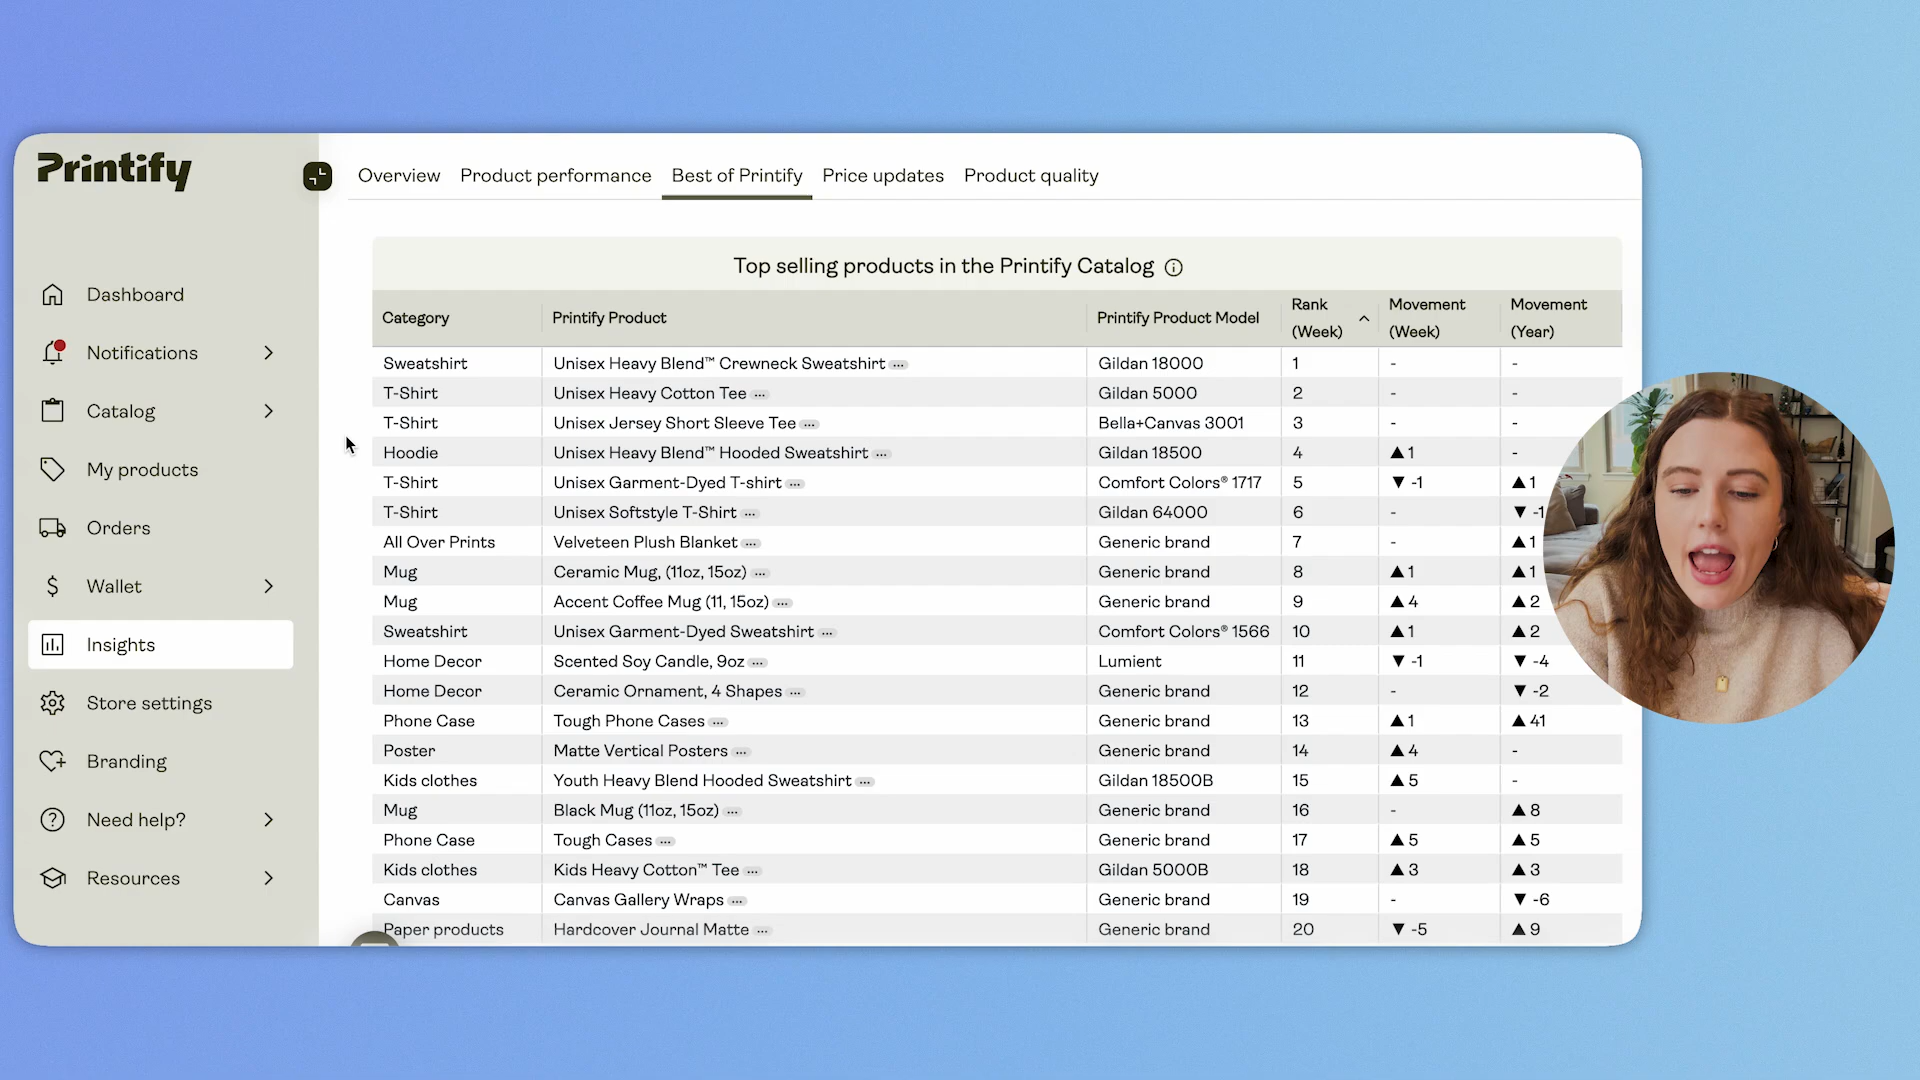 Printify
Overview Product performance Best of Printify Price updates Product quality
Dashboard
Notifications
Catalog
My products
Orders
Wallet
Insights
Store settings
Branding
Need help?
Resources
Top selling products in the Printify Catalog
Category Printify Product Printify Product Model Rank (Week) Movement (Week) Movement (Year)
Sweatshirt Unisex Heavy Blend™ Crewneck Sweatshirt ... Gildan 18000 1 - -
T-Shirt Unisex Heavy Cotton Tee ... Gildan 5000 2 - -
T-Shirt Unisex Jersey Short Sleeve Tee ... Bella+Canvas 3001 3 - -
Hoodie Unisex Heavy Blend™ Hooded Sweatshirt ... Gildan 18500 4 ▲1 -
T-Shirt Unisex Garment-Dyed T-shirt ... Comfort Colors® 1717 5 ▼ -1 ▲1
T-Shirt Unisex Softstyle T-Shirt ... Gildan 64000 6 - ▼ -1
All Over Prints Velveteen Plush Blanket ... Generic brand 7 - ▲1
Mug Ceramic Mug, (11oz, 15oz) ... Generic brand 8 ▲1 ▲1
Mug Accent Coffee Mug (11, 15oz) ... Generic brand 9 ▲4 ▲2
Sweatshirt Unisex Garment-Dyed Sweatshirt ... Comfort Colors® 1566 10 ▲1 ▲2
Home Decor Scented Soy Candle, 9oz ... Lumient 11 ▼ -1 ▼ -4
Home Decor Ceramic Ornament, 4 Shapes ... Generic brand 12 - ▼ -2
Phone Case Tough Phone Cases ... Generic brand 13 ▲1 ▲41
Poster Matte Vertical Posters ... Generic brand 14 ▲4 -
Kids clothes Youth Heavy Blend Hooded Sweatshirt ... Gildan 18500B 15 ▲5 -
Mug Black Mug (11oz, 15oz) ... Generic brand 16 - ▲8
Phone Case Tough Cases ... Generic brand 17 ▲5 ▲5
Kids clothes Kids Heavy Cotton™ Tee ... Gildan 5000B 18 ▲3 ▲3
Canvas Canvas Gallery Wraps ... Generic brand 19 - ▼ -6
Paper products Hardcover Journal Matte ... Generic brand 20 ▼ -5 ▲9